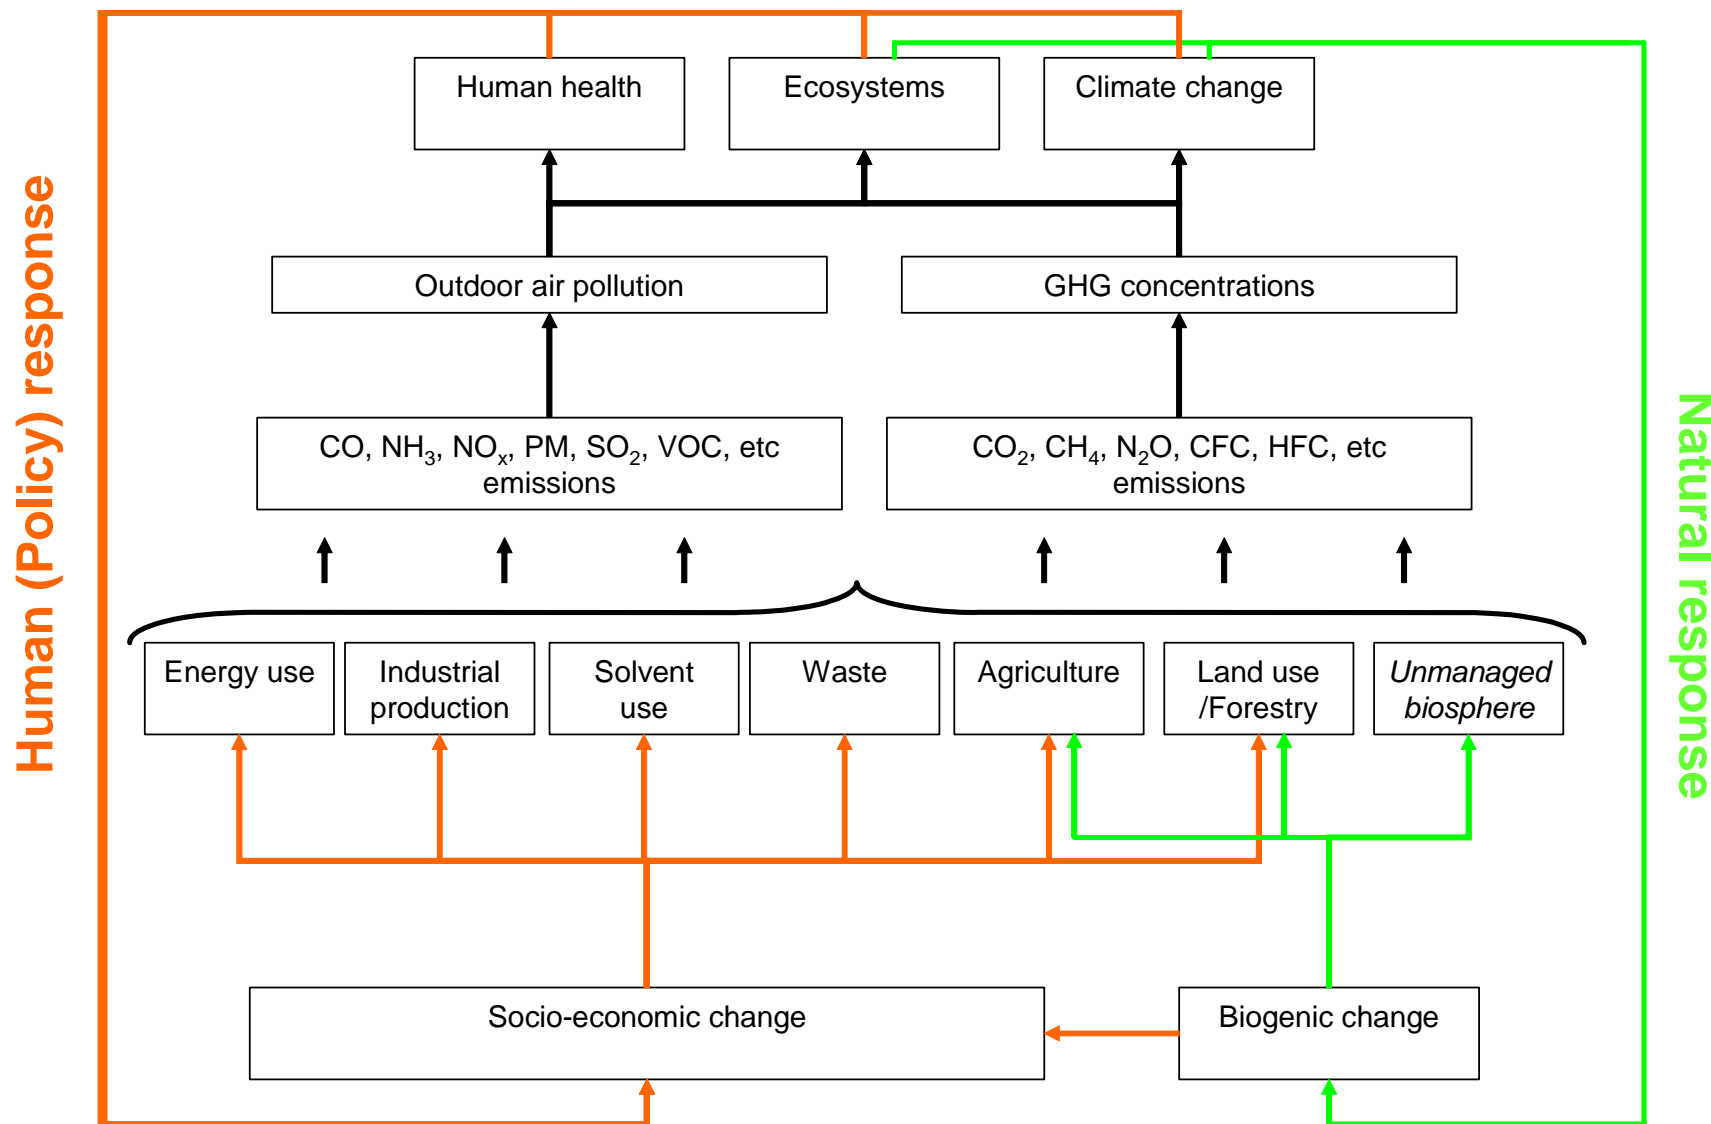 Human (Policy) response
Human health
Ecosystems
Climate change
Outdoor air pollution
GHG concentrations
CO, NH₃, NOₓ, PM, SO₂, VOC, etc
emissions
CO₂, CH₄, N₂O, CFC, HFC, etc
emissions
Energy use
Industrial
production
Solvent
use
Waste
Agriculture
Land use
/Forestry
Unmanaged
biosphere
Socio-economic change
Biogenic change
Natural response